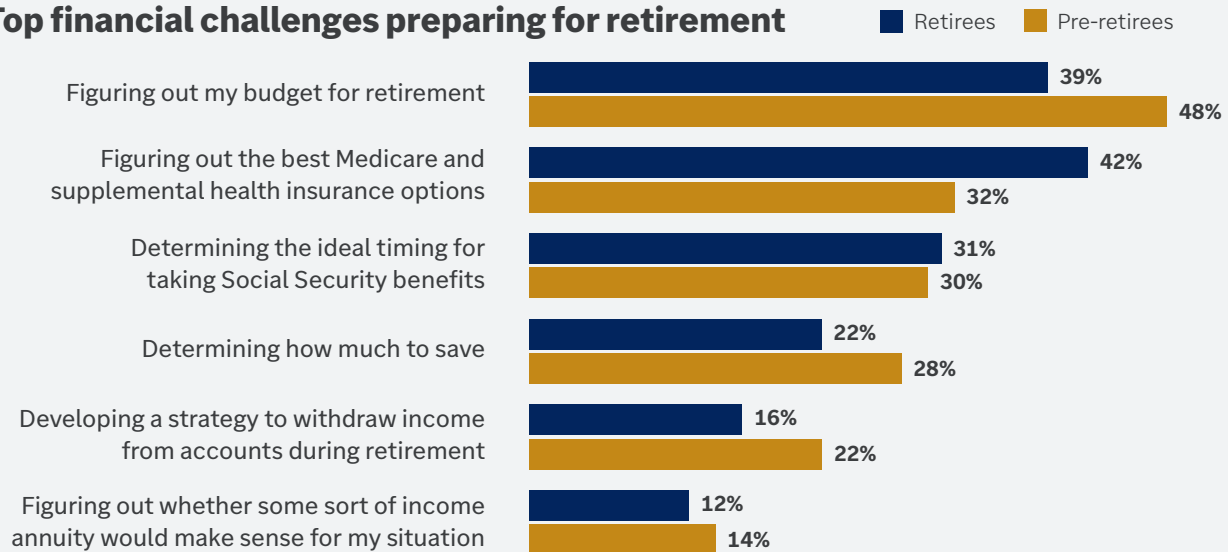 Top financial challenges preparing for retirement
Retirees
Pre-retirees
Figuring out my budget for retirement
39%
48%
Figuring out the best Medicare and
supplemental health insurance options
42%
32%
Determining the ideal timing for
taking Social Security benefits
31%
30%
Determining how much to save
22%
28%
Developing a strategy to withdraw income
from accounts during retirement
16%
22%
Figuring out whether some sort of income
annuity would make sense for my situation
12%
14%